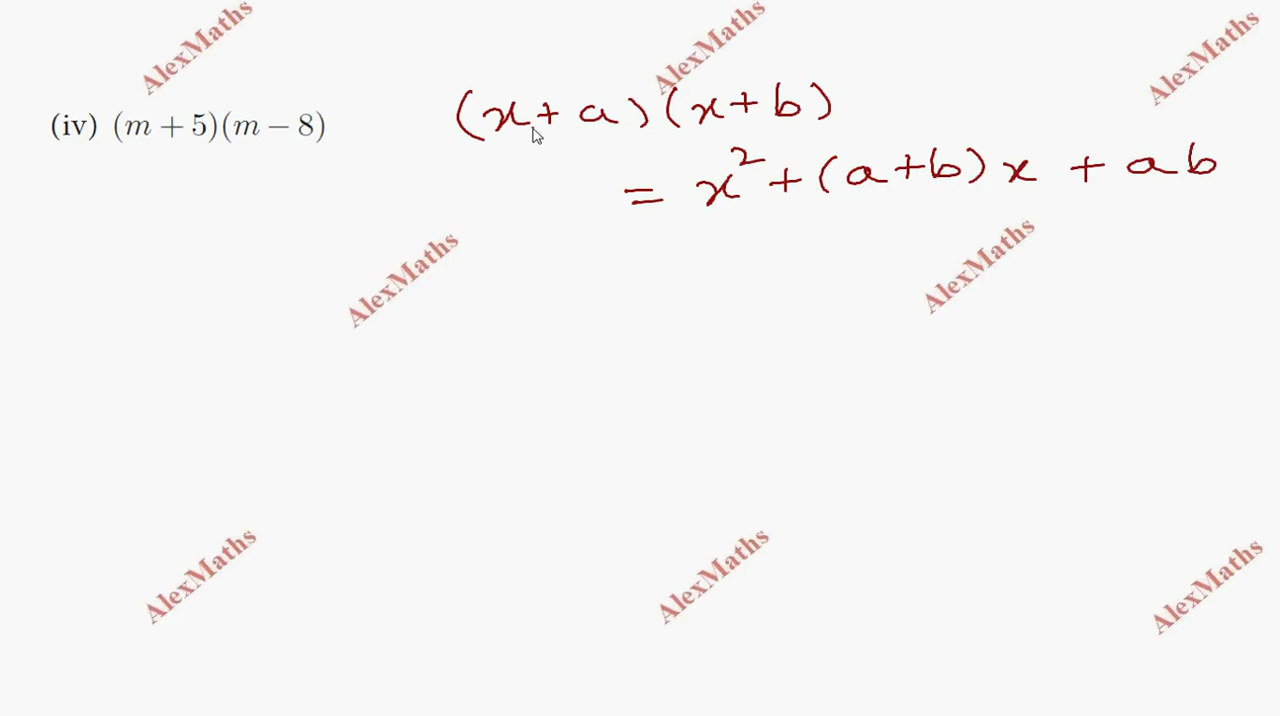 AlexMaths AlexMaths AlexMaths
(iv) (m + 5)(m − 8) (x + a)(x + b)
= x² + (a+b)x + ab
AlexMaths AlexMaths
AlexMaths AlexMaths AlexMaths